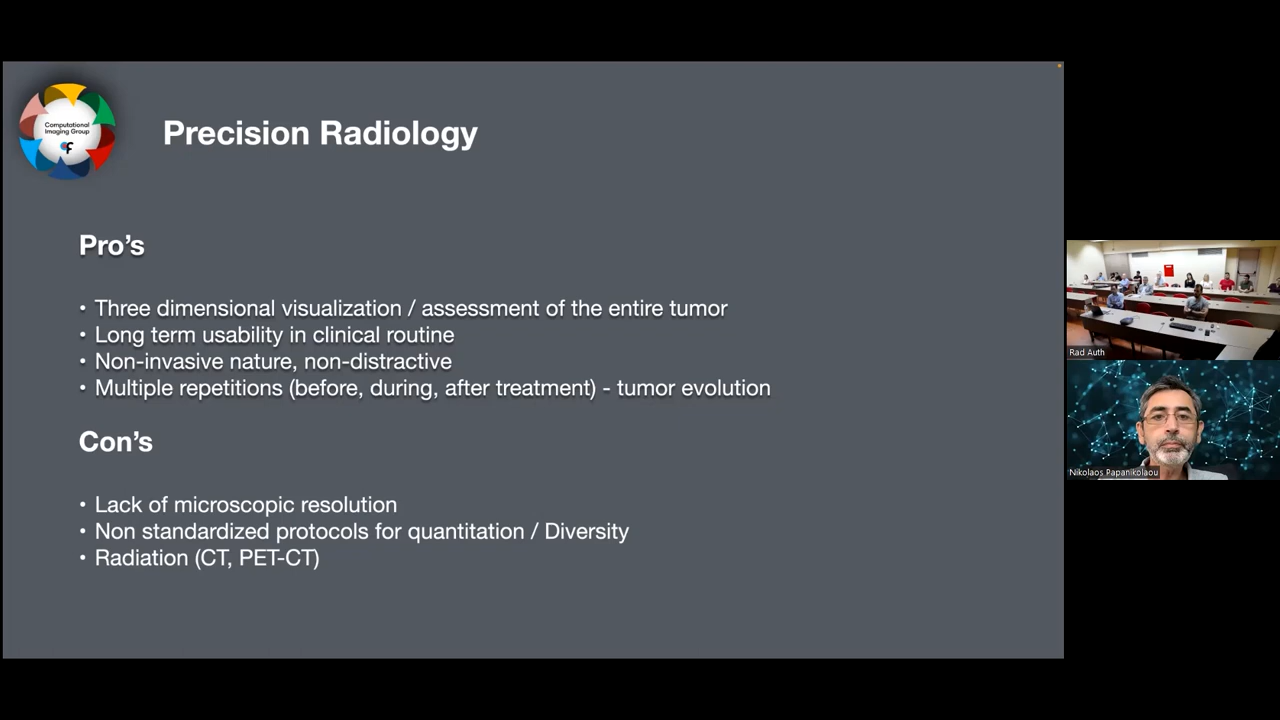 Computational
Imaging Group
cf
Precision Radiology
Pro’s
• Three dimensional visualization / assessment of the entire tumor
• Long term usability in clinical routine
• Non-invasive nature, non-distractive
• Multiple repetitions (before, during, after treatment) - tumor evolution
Con’s
• Lack of microscopic resolution
• Non standardized protocols for quantitation / Diversity
• Radiation (CT, PET-CT)
Rad Auth
Nikolaos Papanikolaou